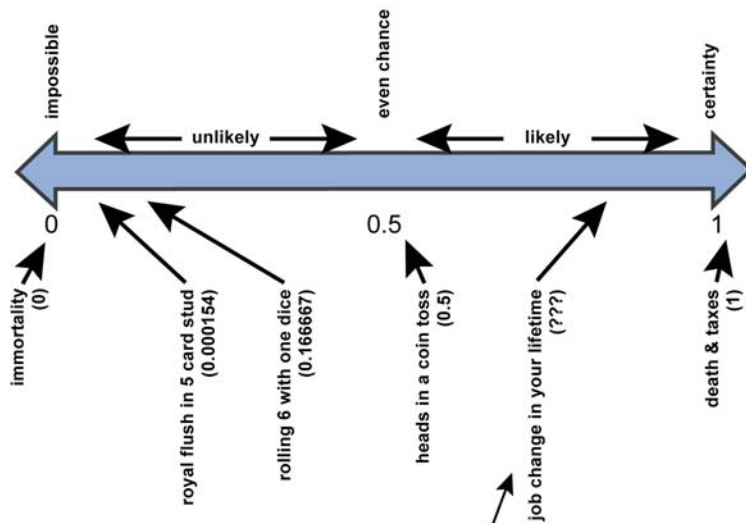 impossible
even chance
certainty
unlikely
likely
0
0.5
1
immortality
(0)
royal flush in 5 card stud
(0.000154)
rolling 6 with one dice
(0.166667)
heads in a coin toss
(0.5)
job change in your lifetime
(???)
death & taxes
(1)